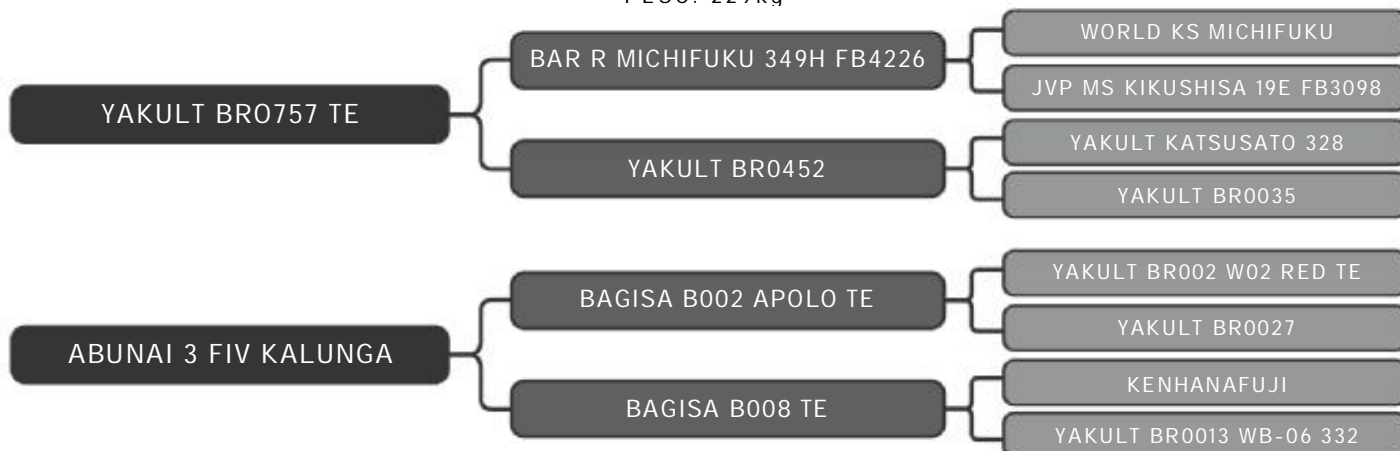 WORLD KS MICHIFUKU
BAR R MICHIFUKU 349H FB4226
JVP MS KIKUSHISA 19E FB3098
YAKULT BRO757 TE
YAKULT KATSUSATO 328
YAKULT BR0452
YAKULT BR0035
YAKULT BR002 W02 RED TE
BAGISA B002 APOLO TE
YAKULT BR0027
ABUNAI 3 FIV KALUNGA
KENHANAFUJI
BAGISA B008 TE
YAKULT BR0013 WB-06 332